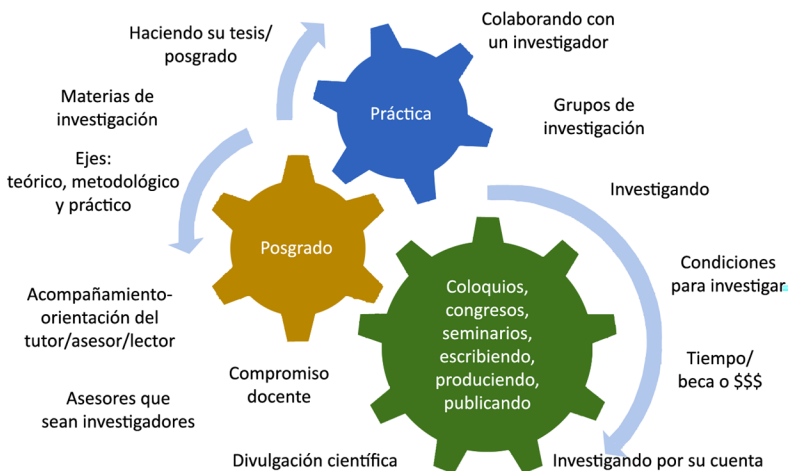 Haciendo su tesis/
posgrado
Colaborando con
un investigador
Materias de
investigación
Práctica
Grupos de
investigación
Ejes:
teórico, metodológico
y práctico
Investigando
Posgrado
Condiciones
para investigar
Acompañamiento-
orientación del
tutor/asesor/lector
Coloquios,
congresos,
seminarios,
escribiendo,
produciendo,
publicando
Tiempo/
beca o $$$
Compromiso
docente
Asesores que
sean investigadores
Divulgación científica
Investigando por su cuenta